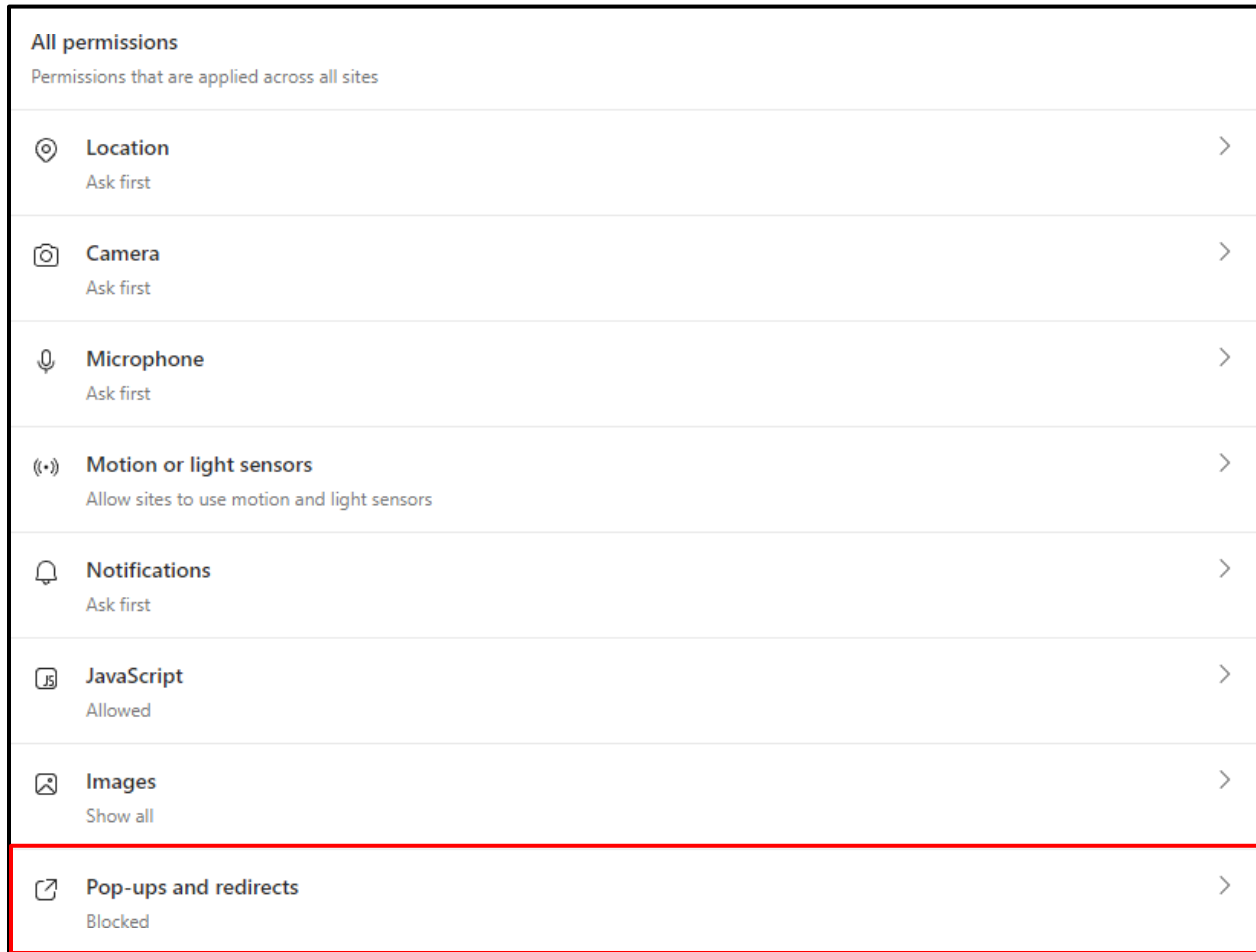 All permissions
Permissions that are applied across all sites
Location
Ask first
Camera
Ask first
Microphone
Ask first
Motion or light sensors
Allow sites to use motion and light sensors
Notifications
Ask first
JS
JavaScript
Allowed
Images
Show all
Pop-ups and redirects
Blocked